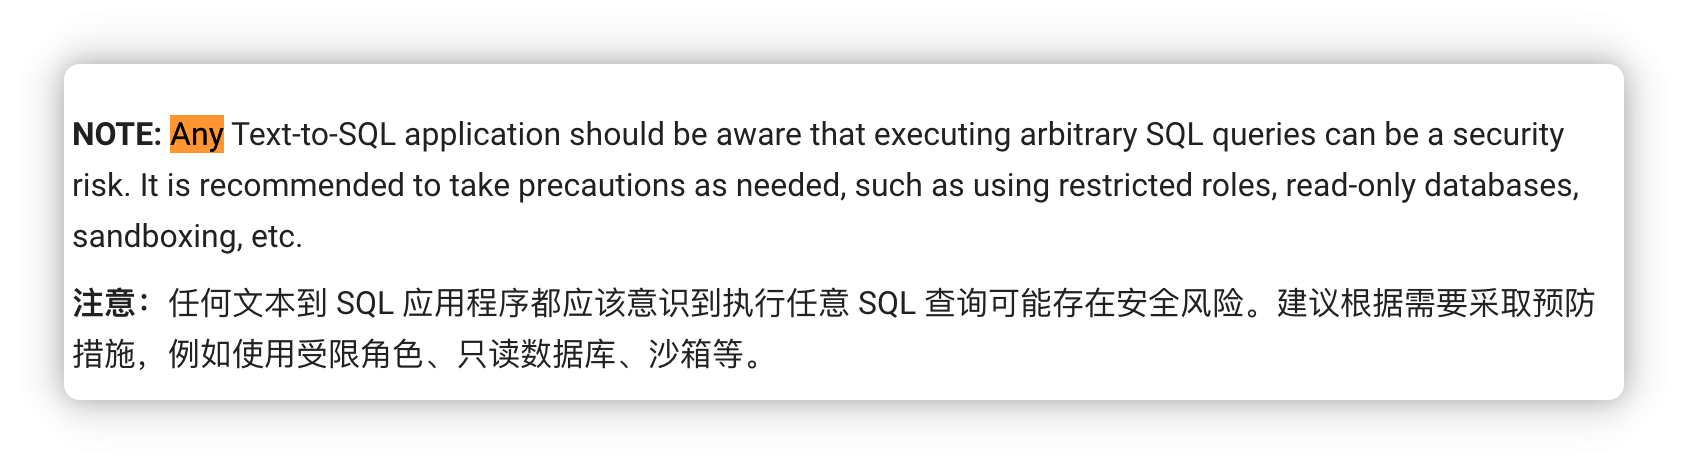 NOTE: Any Text-to-SQL application should be aware that executing arbitrary SQL queries can be a security
risk. It is recommended to take precautions as needed, such as using restricted roles, read-only databases,
sandboxing, etc.
注意：任何文本到 SQL 应用程序都应该意识到执行任意 SQL 查询可能存在安全风险。建议根据需要采取预防
措施，例如使用受限角色、只读数据库、沙箱等。